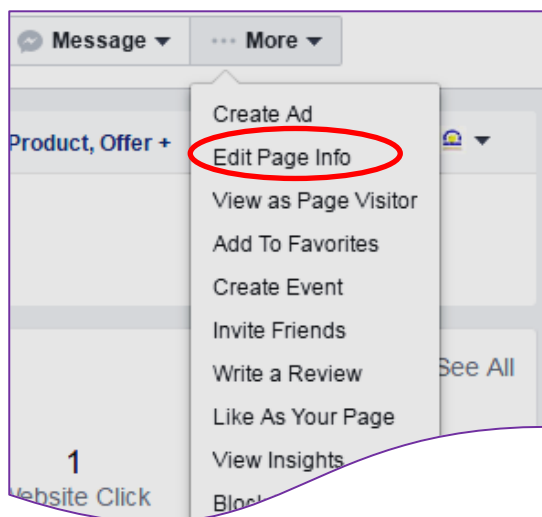 Message
More
Product, Offer +
Create Ad
Edit Page Info
View as Page Visitor
Add To Favorites
Create Event
Invite Friends
Write a Review
See All
Like As Your Page
1
View Insights
Click